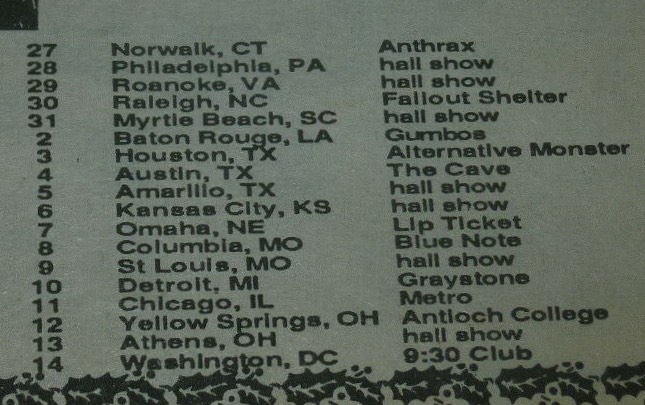 27 Norwalk, CT Anthrax
28 Philadelphia, PA hall show
29 Roanoke, VA hall show
30 Raleigh, NC Fallout Shelter
31 Myrtle Beach, SC hall show
2 Baton Rouge, LA Gumbos
3 Houston, TX Alternative Monster
4 Austin, TX The Cave
5 Amarillo, TX hall show
6 Kansas City, KS hall show
7 Omaha, NE Lip Ticket
8 Columbia, MO Blue Note
9 St Louis, MO hall show
10 Detroit, MI Graystone
11 Chicago, IL Metro
12 Yellow Springs, OH Antioch College
13 Athens, OH hall show
14 Washington, DC 9:30 Club